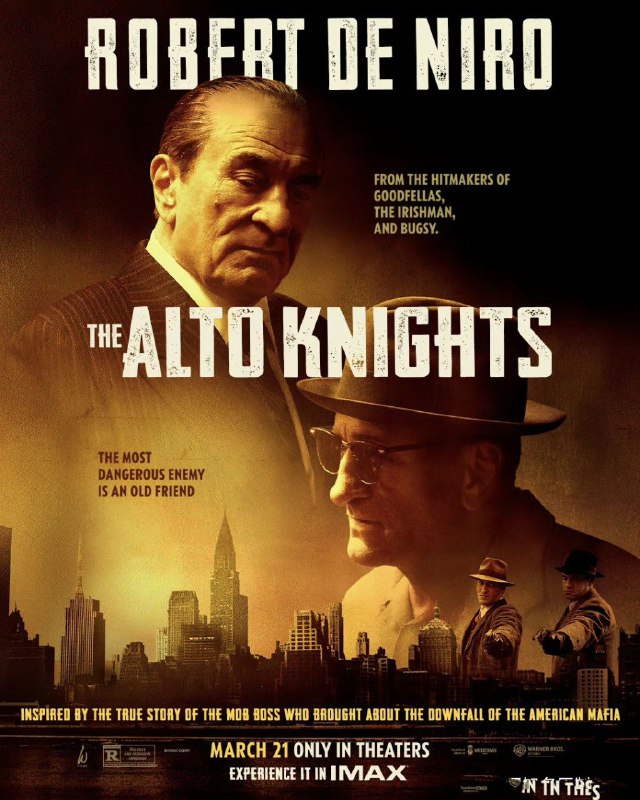 ROBERT DE NIRO
FROM THE HITMAKERS OF
GOODFELLAS,
THE IRISHMAN,
AND BUGSY.
THE ALTO KNIGHTS
THE MOST
DANGEROUS ENEMY
IS AN OLD FRIEND
INSPIRED BY THE TRUE STORY OF THE MOB BOSS WHO BROUGHT ABOUT THE DOWNFALL OF THE AMERICAN MAFIA
R
MARCH 21 ONLY IN THEATERS
WARNER BROS.
EXPERIENCE IT IN IMAX